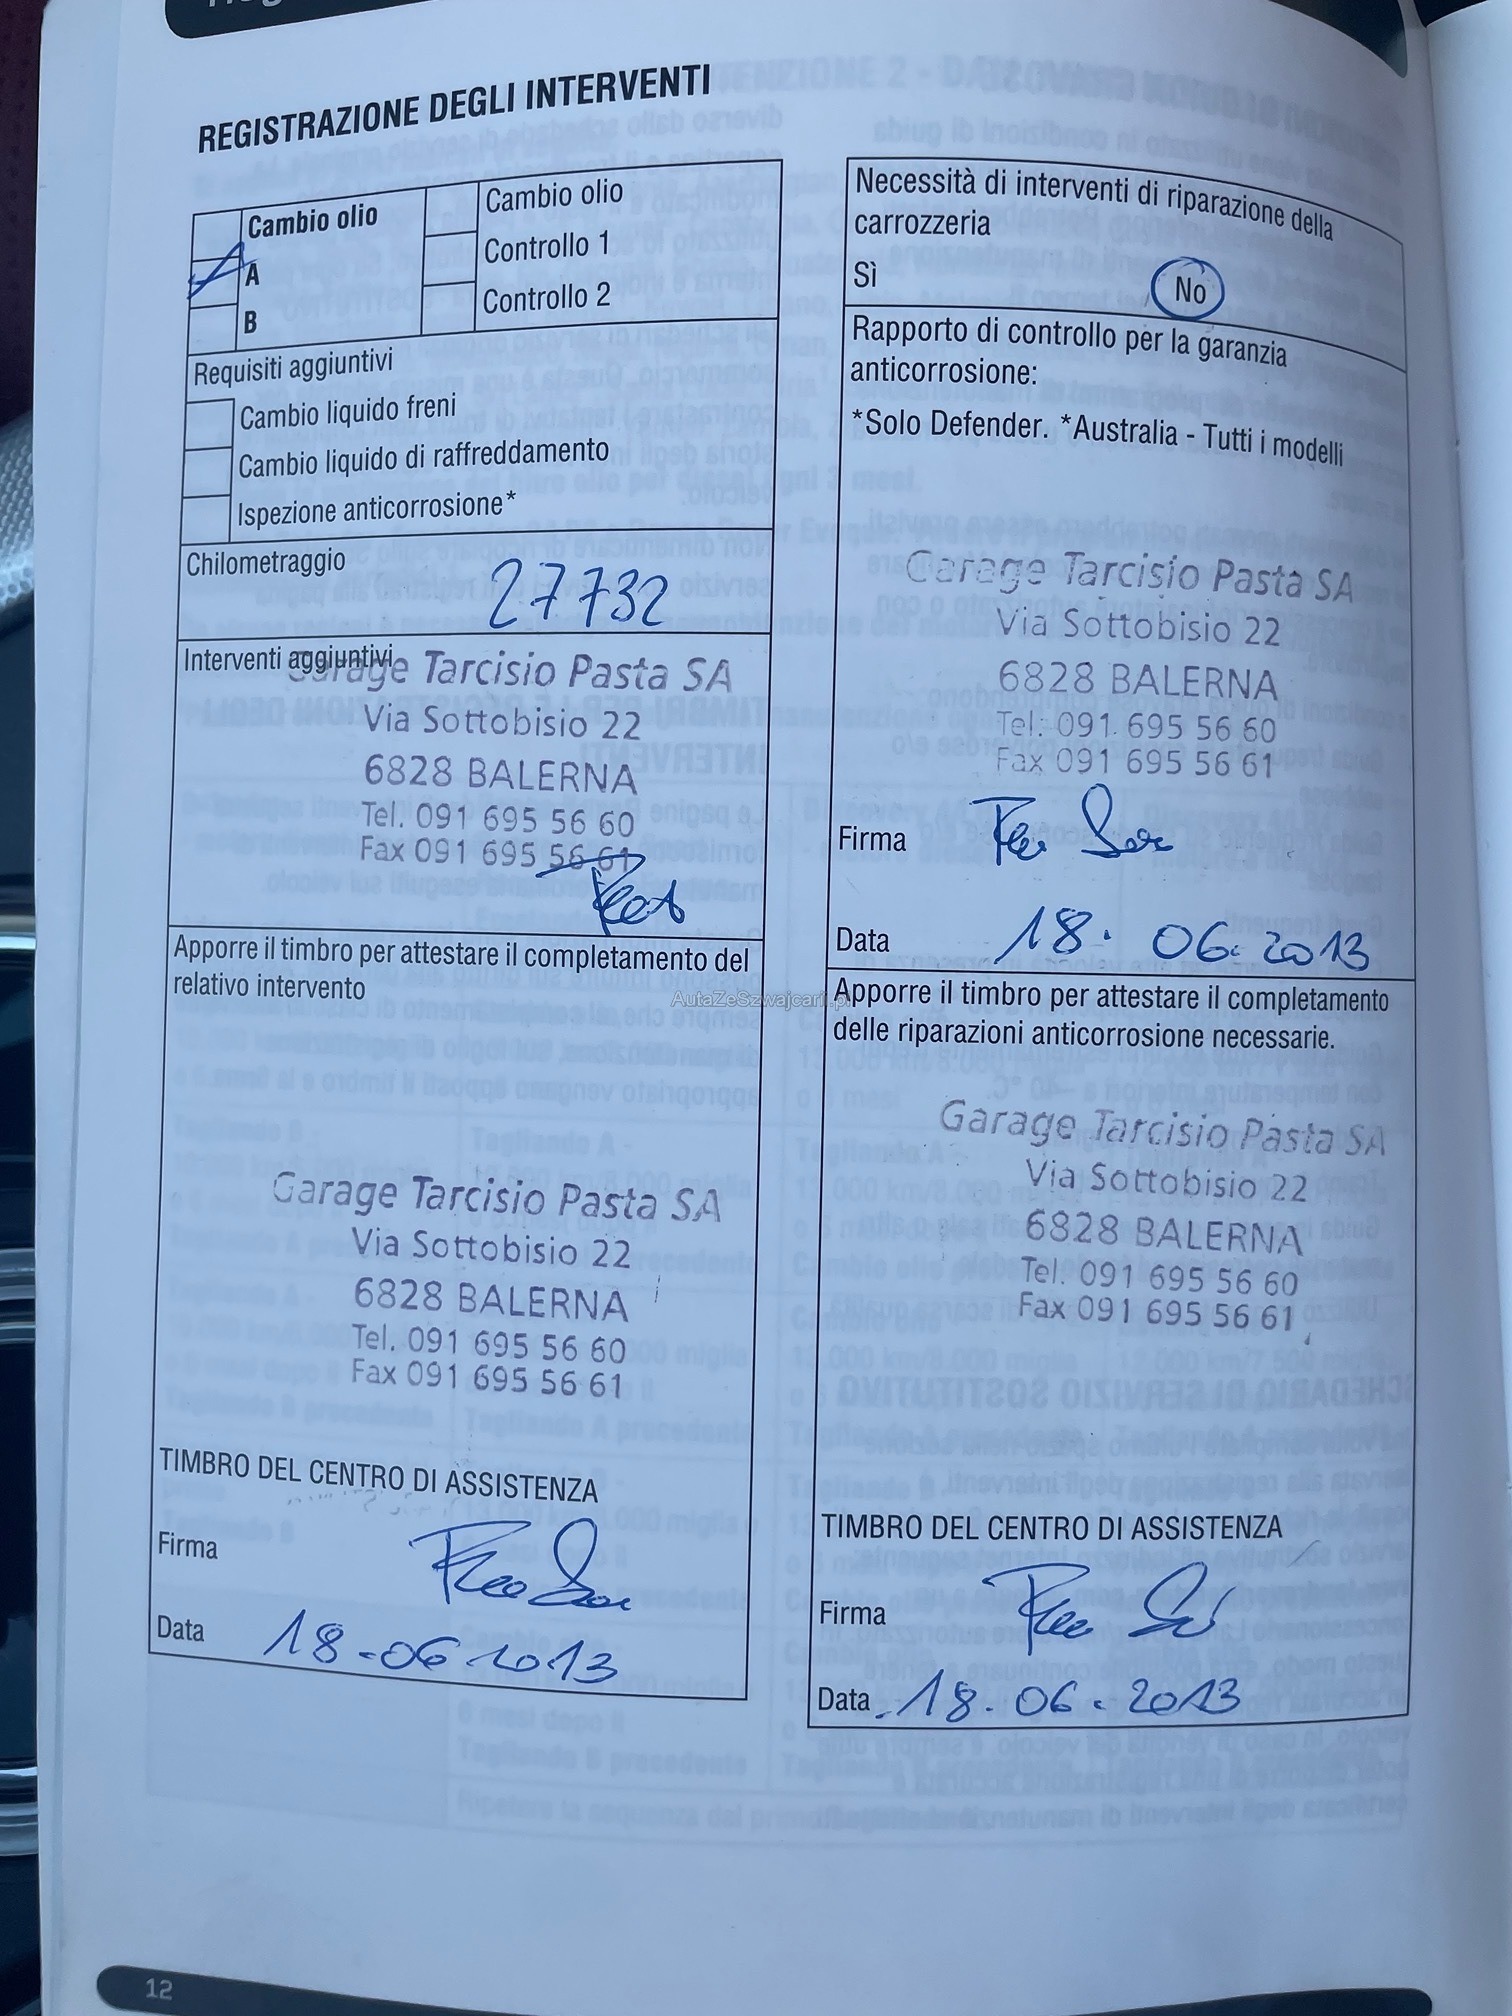 REGISTRAZIONE DEGLI INTERVENTI
Cambio olio
A
B
Cambio olio
Controllo 1
Controllo 2
Requisiti aggiuntivi
Cambio liquido freni
Cambio liquido di raffreddamento
Ispezione anticorrosione*
Chilometraggio
27732
Interventi aggiuntivi
Garage Tarcisio Pasta SA
Via Sottobisio 22
6828 BALERNA
Tel. 091 695 56 60
Fax 091 695 56 61
Apporre il timbro per attestare il completamento del
relativo intervento
Garage Tarcisio Pasta SA
Via Sottobisio 22
6828 BALERNA
Tel. 091 695 56 60
Fax 091 695 56 61
TIMBRO DEL CENTRO DI ASSISTENZA
Firma
Data 18-06 2013
Necessità di interventi di riparazione della
carrozzeria
Sì No
Rapporto di controllo per la garanzia
anticorrosione:
*Solo Defender. *Australia - Tutti i modelli
Garage Tarcisio Pasta SA
Via Sottobisio 22
6828 BALERNA
Tel. 091 695 56 60
Fax 091 695 56 61
Firma
Data 18. 06. 2013
Apporre il timbro per attestare il completamento
delle riparazioni anticorrosione necessarie.
Garage Tarcisio Pasta SA
Via Sottobisio 22
6828 BALERNA
Tel. 091 695 56 60
Fax 091 695 56 61
TIMBRO DEL CENTRO DI ASSISTENZA
Firma
Data 18. 06. 2013
AutaZeSzwajcarii.pl
12